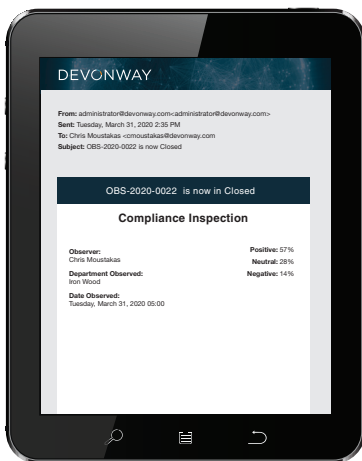 DEVONWAY
From: administrator@devonway.com<administrator@devonway.com>
Sent: Tuesday, March 31, 2020 2:35 PM
To: Chris Moustakas <cmoustakas@devonway.com
Subject: OBS-2020-0022 is now Closed
OBS-2020-0022 is now in Closed
Compliance Inspection
Observer:
Chris Moustakas
Department Observed:
Iron Wood
Date Observed:
Tuesday, March 31, 2020 05:00
Positive: 57%
Neutral: 28%
Negative: 14%